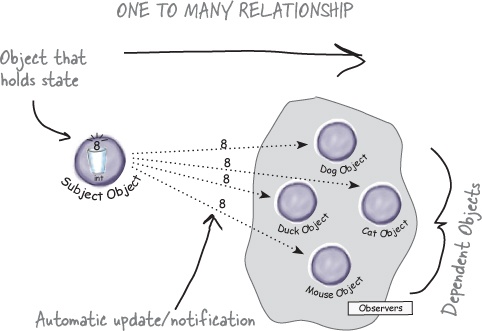 ONE TO MANY RELATIONSHIP
Object that
holds state
8
int
Subject Object
8
8
8
8
Dog Object
Duck Object
Cat Object
Mouse Object
Observers
Dependent Objects
Automatic update/notification